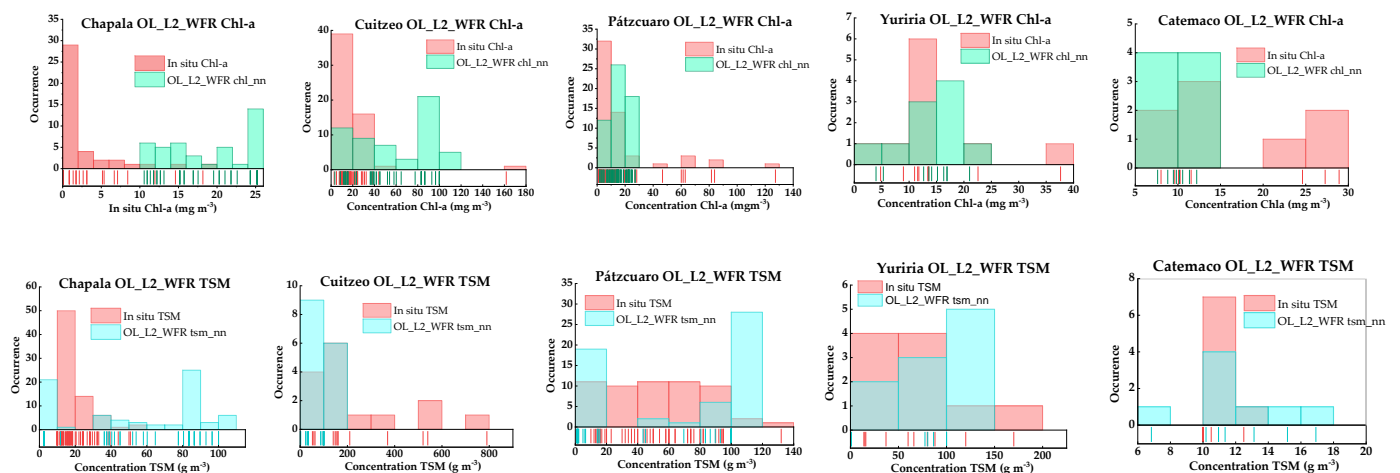 Chapala OL_L2_WFR Chl-a
35
30
25
20
15
10
5
0
Occurrence
In situ Chl-a
OL_L2_WFR chl_nn
0 5 10 15 20 25
In situ Chl-a (mg m-3)
Cuitzeo OL_L2_WFR Chl-a
40
30
20
10
0
Occurrence
In situ Chl-a
OL_L2_WFR chl_nn
0 20 40 60 80 100 120 140 180
Concentration Chl-a (mg m-3)
Pátzcuaro OL_L2_WFR Chl-a
35
30
25
20
15
10
5
0
Occurance
In situ Chl-a
OL_L2_WFR chl_nn
0 20 40 60 80 100 120 140
Concentration Chl-a (mgm-3)
Yuriria OL_L2_WFR Chl-a
7
6
5
4
3
2
1
0
Occurence
In situ Chl-a
OL_L2_WFR chl_nn
0 10 20 30 40
Concentration Chl-a (mg m-3)
Catemaco OL_L2_WFR Chl-a
5
4
3
2
1
0
Occurence
In situ Chl-a
OL_L2_WFR chl_nn
5 10 15 20 25 30
Concentration Chla (mg m-3)
Chapala OL_L2_WFR TSM
60
50
40
30
20
10
0
Occurence
In situ TSM
OL_L2_WFR tsm_nn
0 20 40 60 80 100
Concentration TSM (g m-3)
Cuitzeo OL_L2_WFR TSM
10
8
6
4
2
0
Occurence
In situ TSM
OL_L2_WFR tsm_nn
0 200 400 600 800
Concentration TSM (g m-3)
Pátzcuaro OL_L2_WFR TSM
35
30
25
20
15
10
5
0
Occurence
In situ TSM
OL_L2_WFR tsm_nn
0 20 40 60 80 100 120 140
Concentration TSM (g m-3)
Yuriria OL_L2_WFR TSM
6
5
4
3
2
1
0
Occurence
In situ TSM
OL_L2_WFR tsm_nn
0 50 100 150 200
Concentration TSM (g m-3)
Catemaco OL_L2_WFR TSM
8
6
4
2
0
Occurence
In situ TSM
OL_L2_WFR tsm_nn
6 8 10 12 14 16 18 20
Concentration TSM (g m-3)